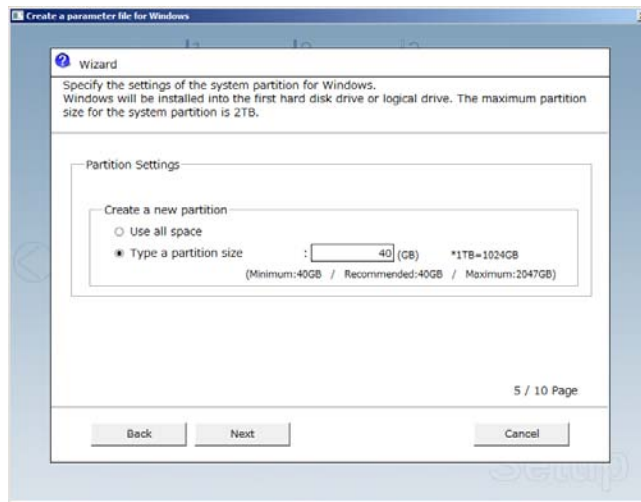 Create a parameter file for Windows
Wizard
Specify the settings of the system partition for Windows.
Windows will be installed into the first hard disk drive or logical drive. The maximum partition
size for the system partition is 2TB.
Partition Settings
Create a new partition
Use all space
Type a partition size : 40 (GB) *1TB=1024GB
(Minimum:40GB / Recommended:40GB / Maximum:2047GB)
5 / 10 Page
Back Next Cancel
Setup